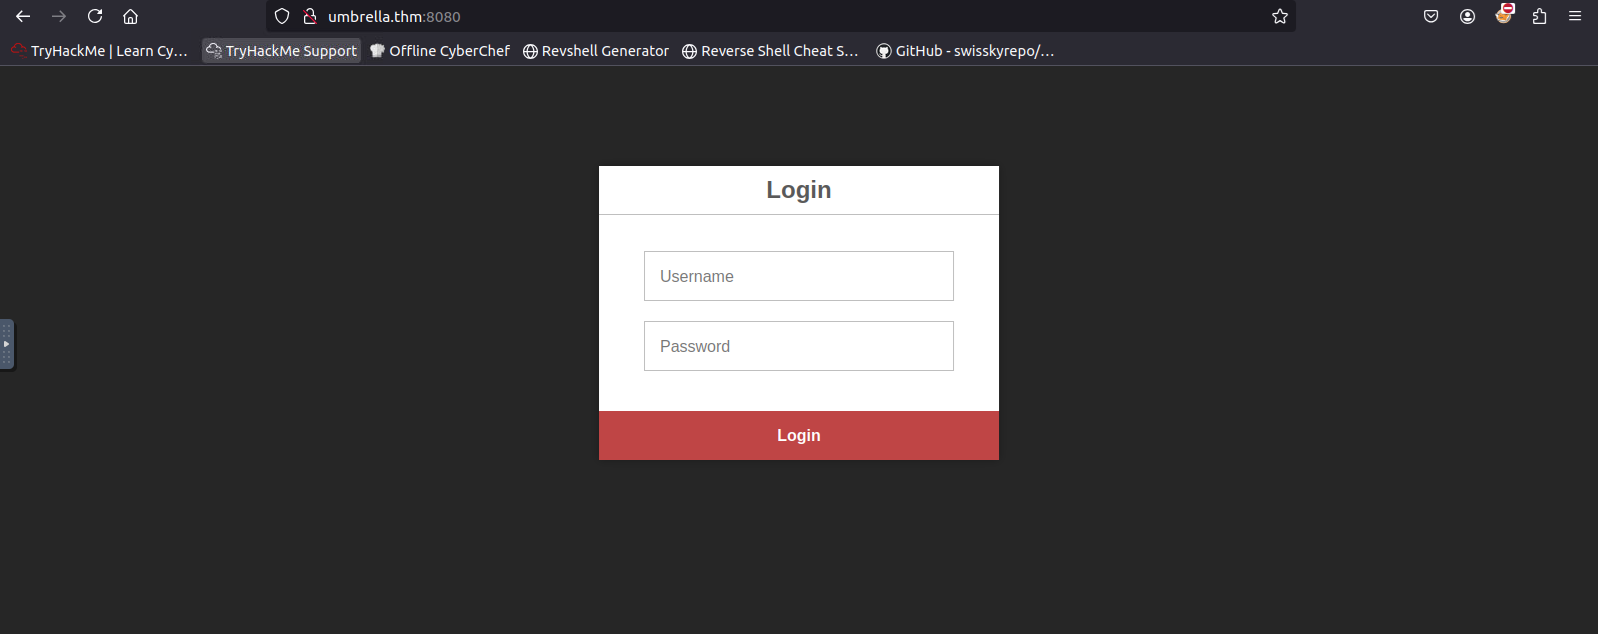 umbrella.thm:8080
TryHackMe | Learn Cy… TryHackMe Support Offline CyberChef Revshell Generator Reverse Shell Cheat S… GitHub - swisskyrepo/…
Login
Username
Password
Login